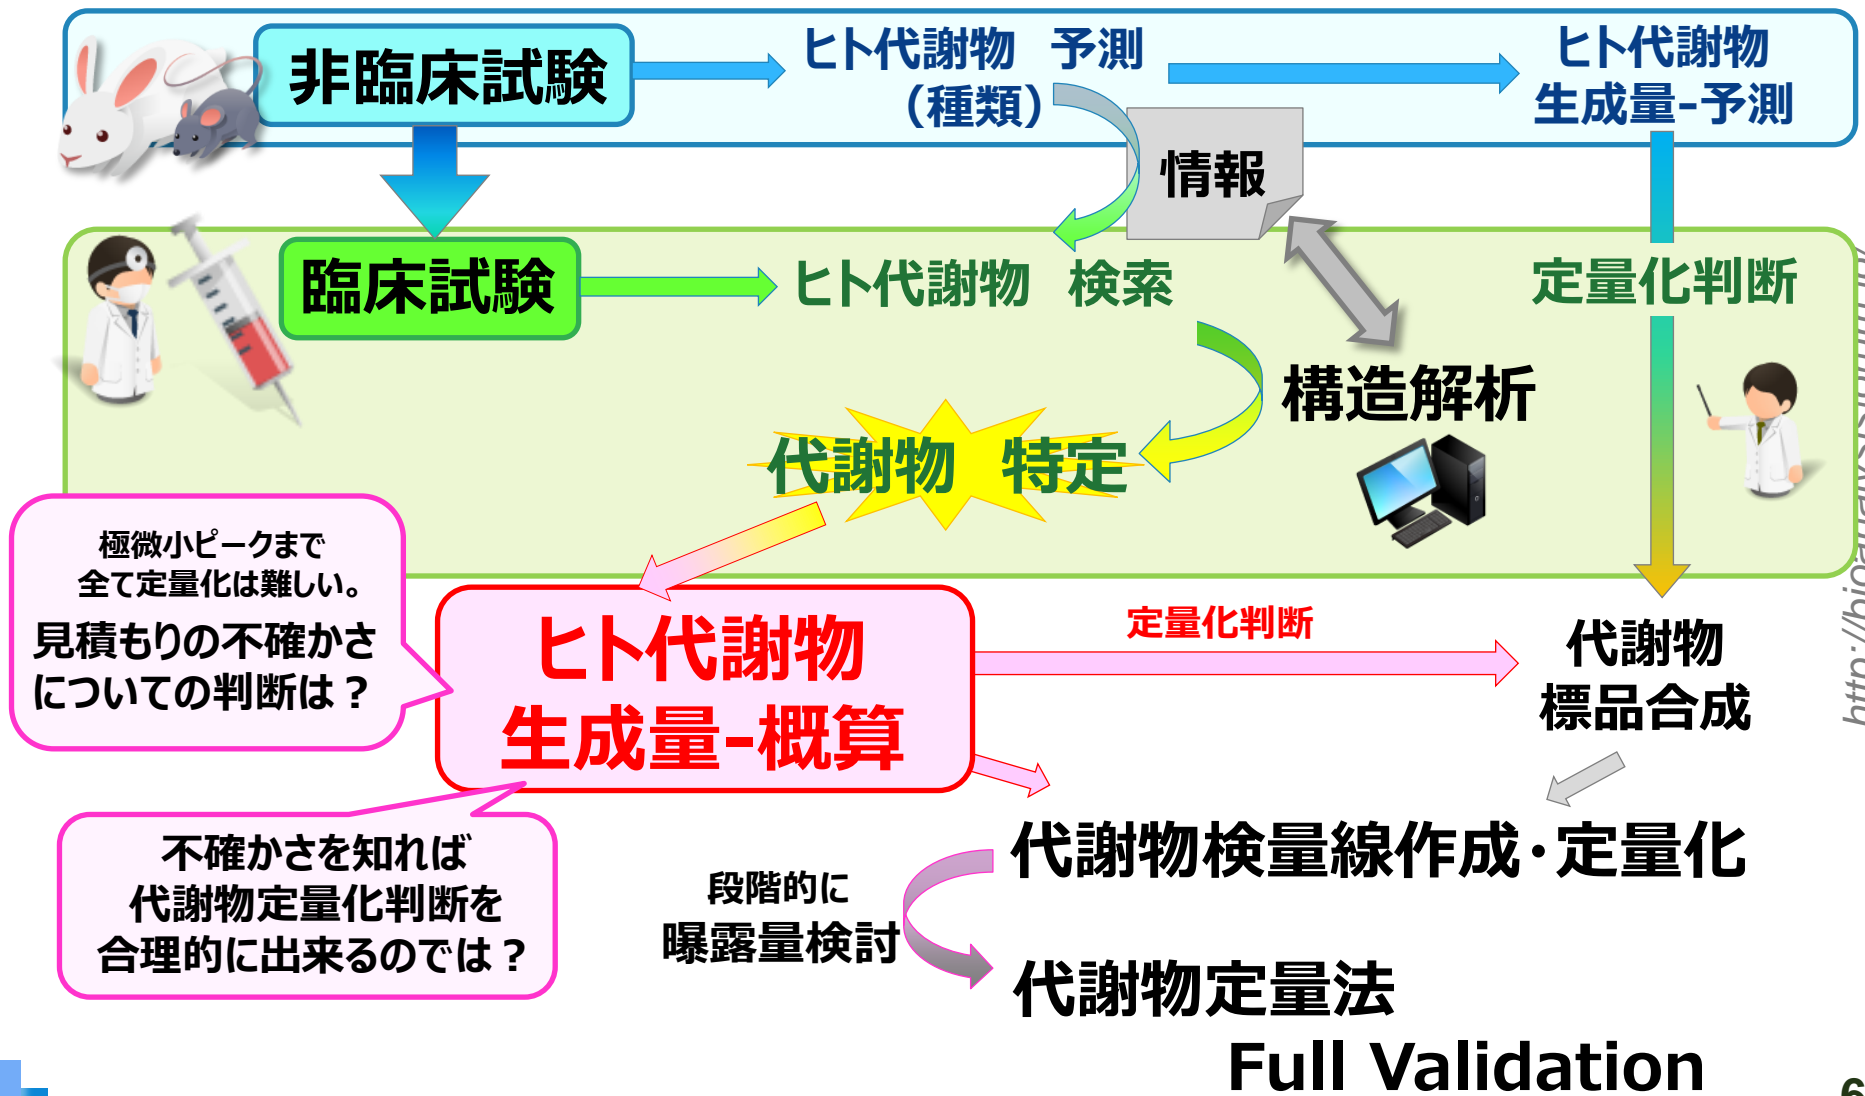 非臨床試験
ヒト代謝物　予測
（種類）
ヒト代謝物
生成量-予測
情報
臨床試験
ヒト代謝物　検索
定量化判断
構造解析
代謝物　特定
極微小ピークまで
全て定量化は難しい。
見積もりの不確かさ
についての判断は？
ヒト代謝物
生成量-概算
定量化判断
代謝物
標品合成
不確かさを知れば
代謝物定量化判断を
合理的に出来るのでは？
代謝物検量線作成・定量化
段階的に
曝露量検討
代謝物定量法
Full Validation
6